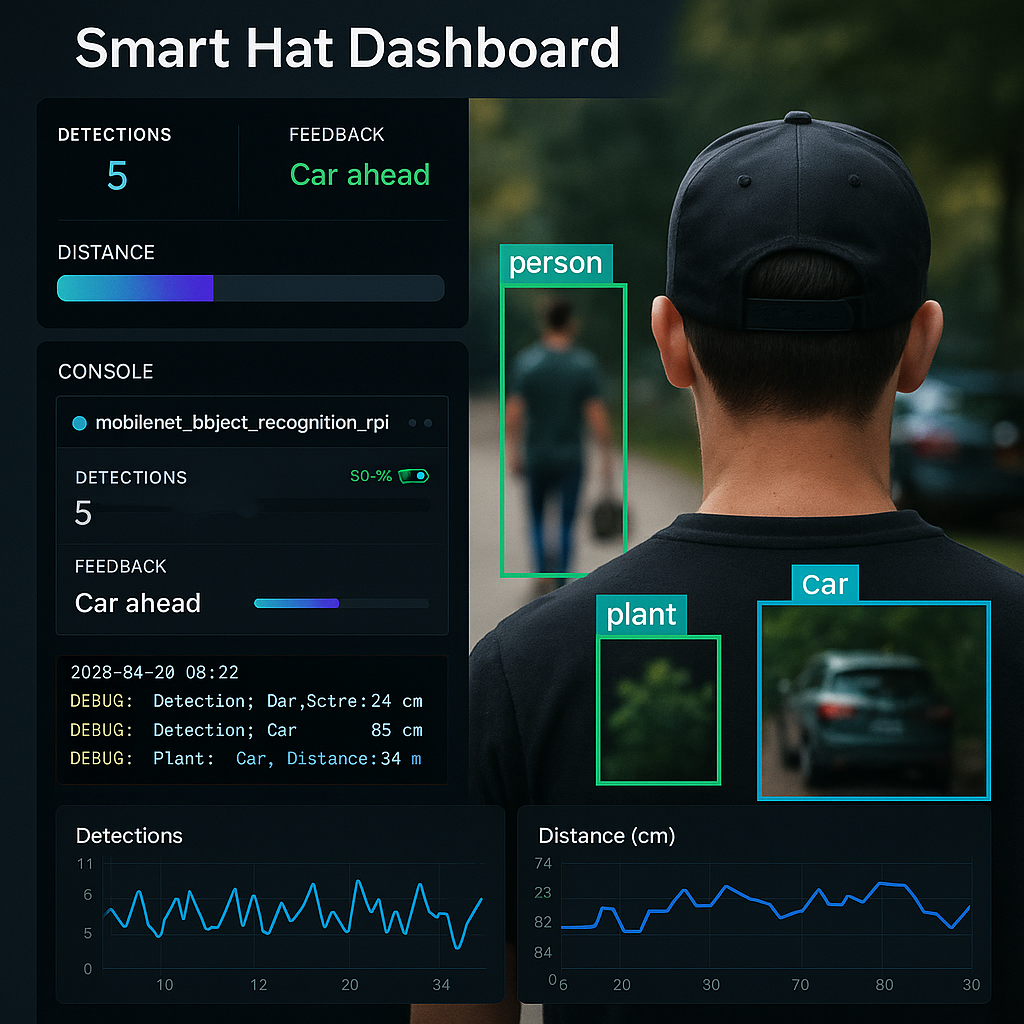 Smart Hat Dashboard
DETECTIONS
5
FEEDBACK
Car ahead
DISTANCE
CONSOLE
mobilenet_bbject_recognition_rpi
DETECTIONS
S0-%
5
FEEDBACK
Car ahead
2028-84-20 08:22
DEBUG: Detection; Dar,Sctre: 24 cm
DEBUG: Detection; Car 85 cm
DEBUG: Plant: Car, Distance: 34 m
person
plant
Car
Detections
11
6
5
0
10 12 20 34
Distance (cm)
74
23
82
84
0
6 20 30 70 80 30